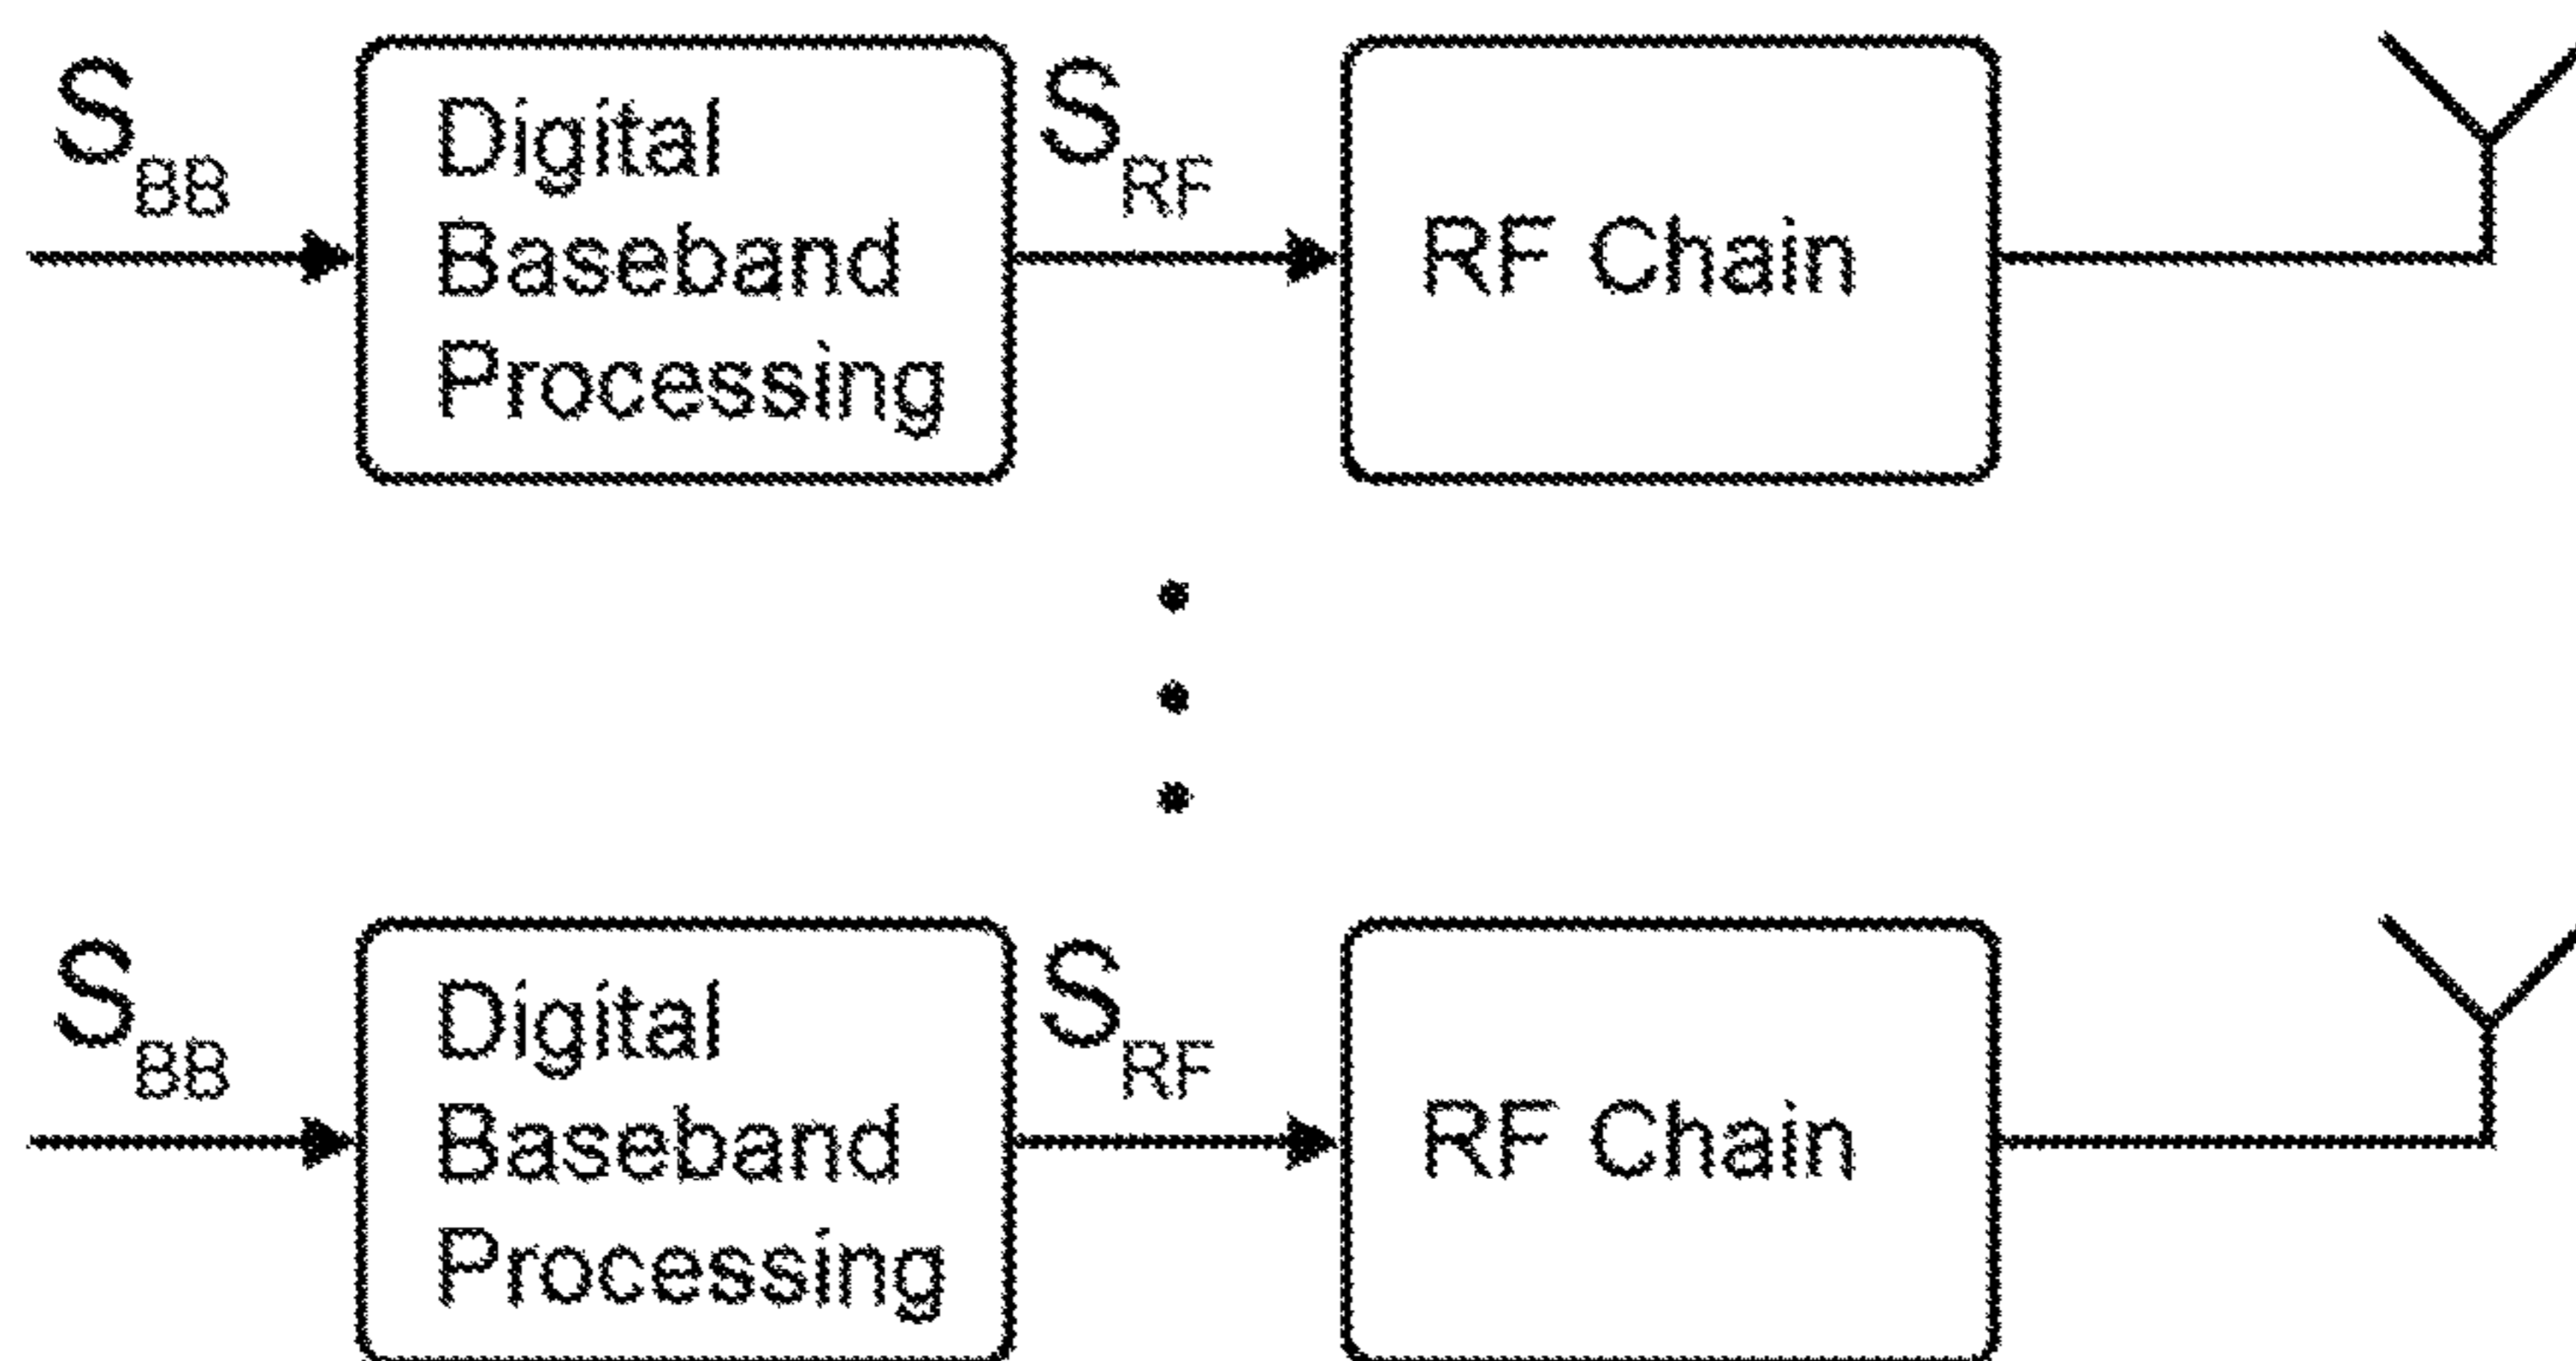 S_BB
Digital
Baseband
Processing
S_RF
RF Chain
S_BB
Digital
Baseband
Processing
S_RF
RF Chain